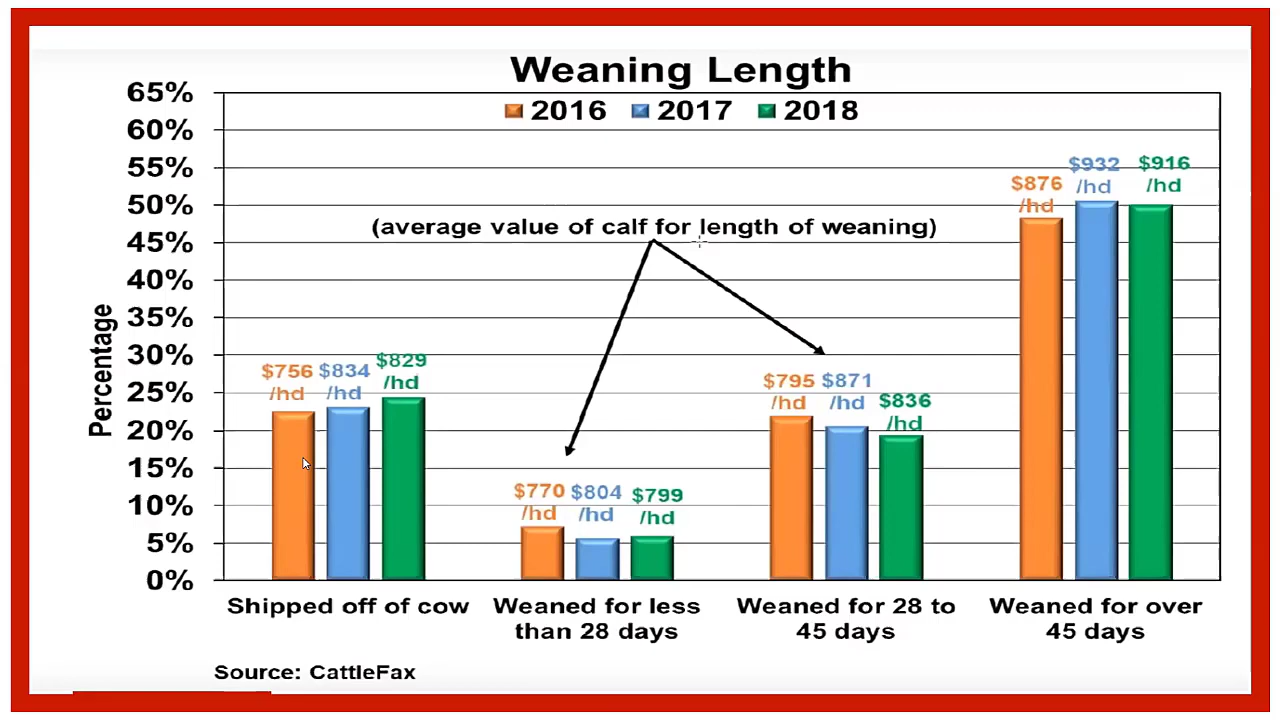 Weaning Length
2016 2017 2018
65%
60%
55%
50%
45%
40%
35%
30%
25%
20%
15%
10%
5%
0%
Percentage
(average value of calf for length of weaning)
$756
/hd
$834
/hd
$829
/hd
$770
/hd
$804
/hd
$799
/hd
$795
/hd
$871
/hd
$836
/hd
$876
/hd
$932
/hd
$916
/hd
Shipped off of cow
Weaned for less
than 28 days
Weaned for 28 to
45 days
Weaned for over
45 days
Source: CattleFax